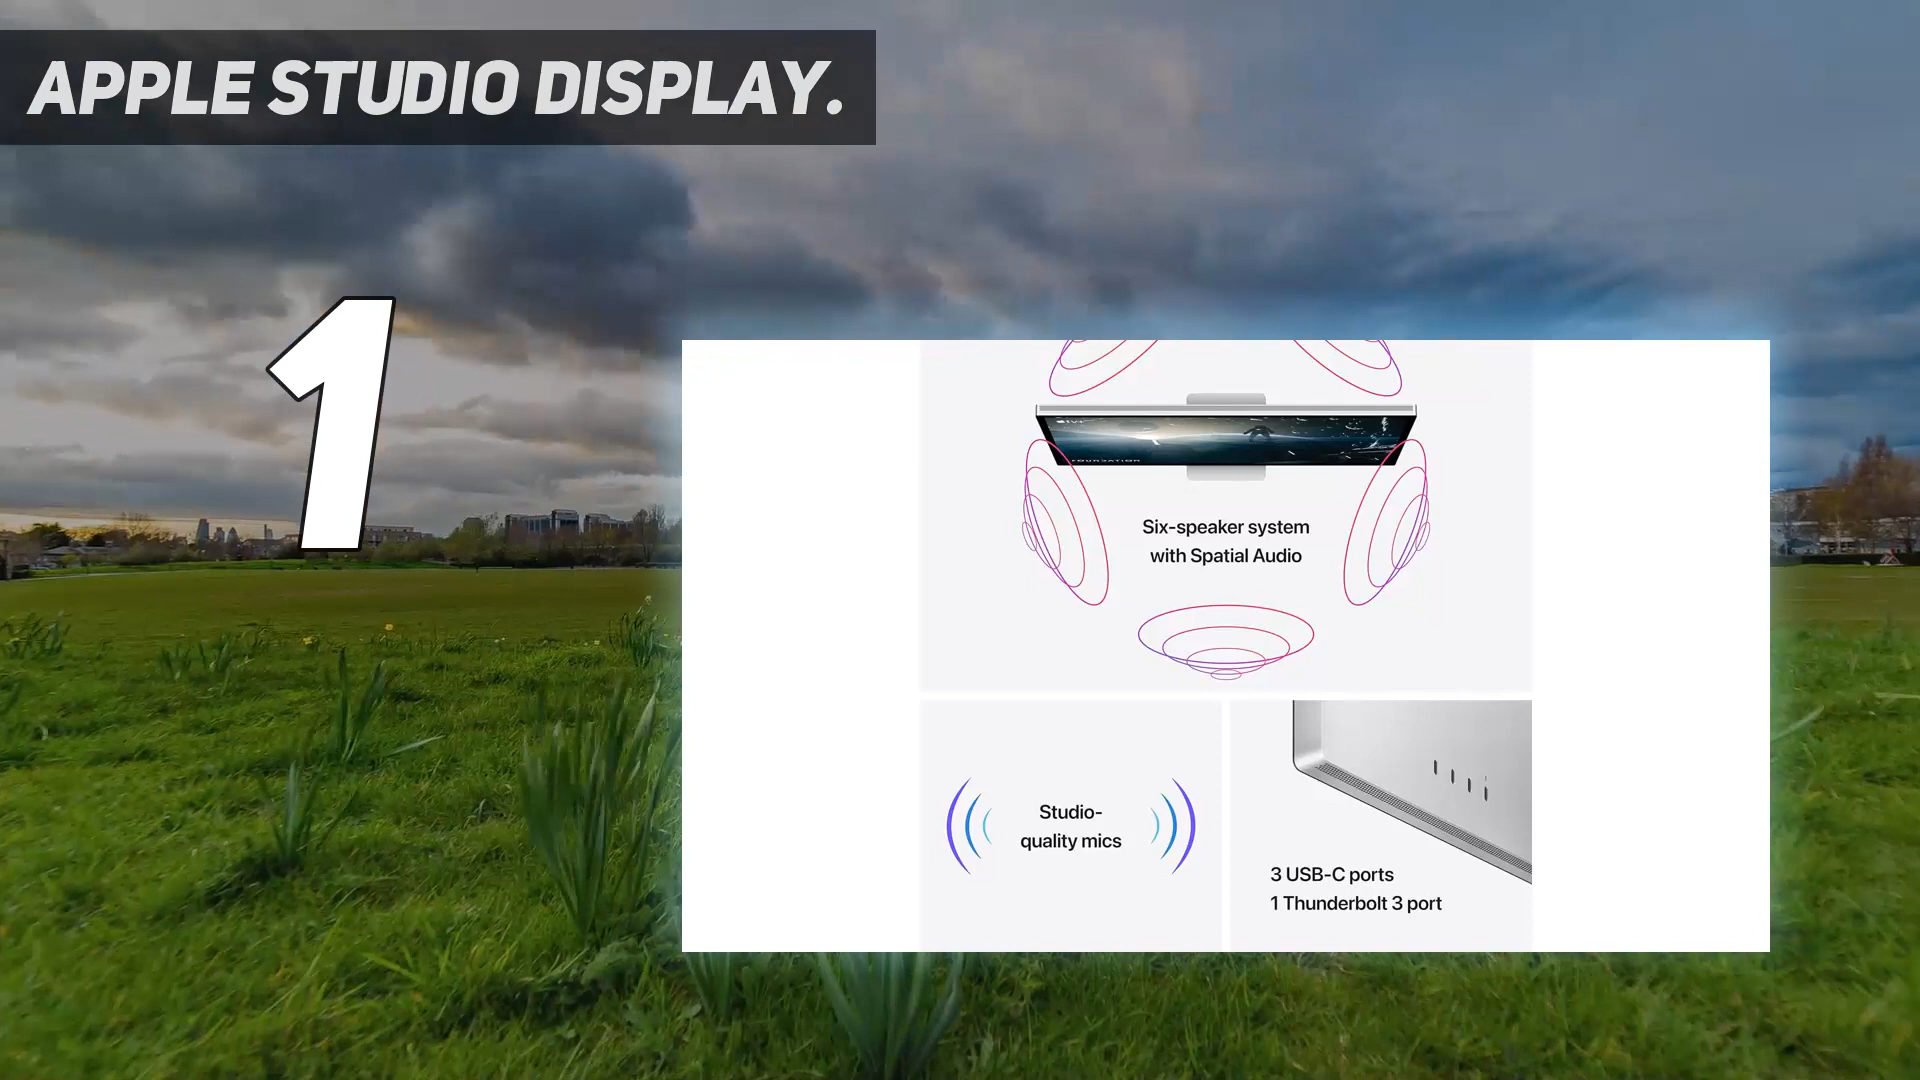 APPLE STUDIO DISPLAY.
1
FOUNDATION
Six-speaker system
with Spatial Audio
Studio-
quality mics
3 USB-C ports
1 Thunderbolt 3 port